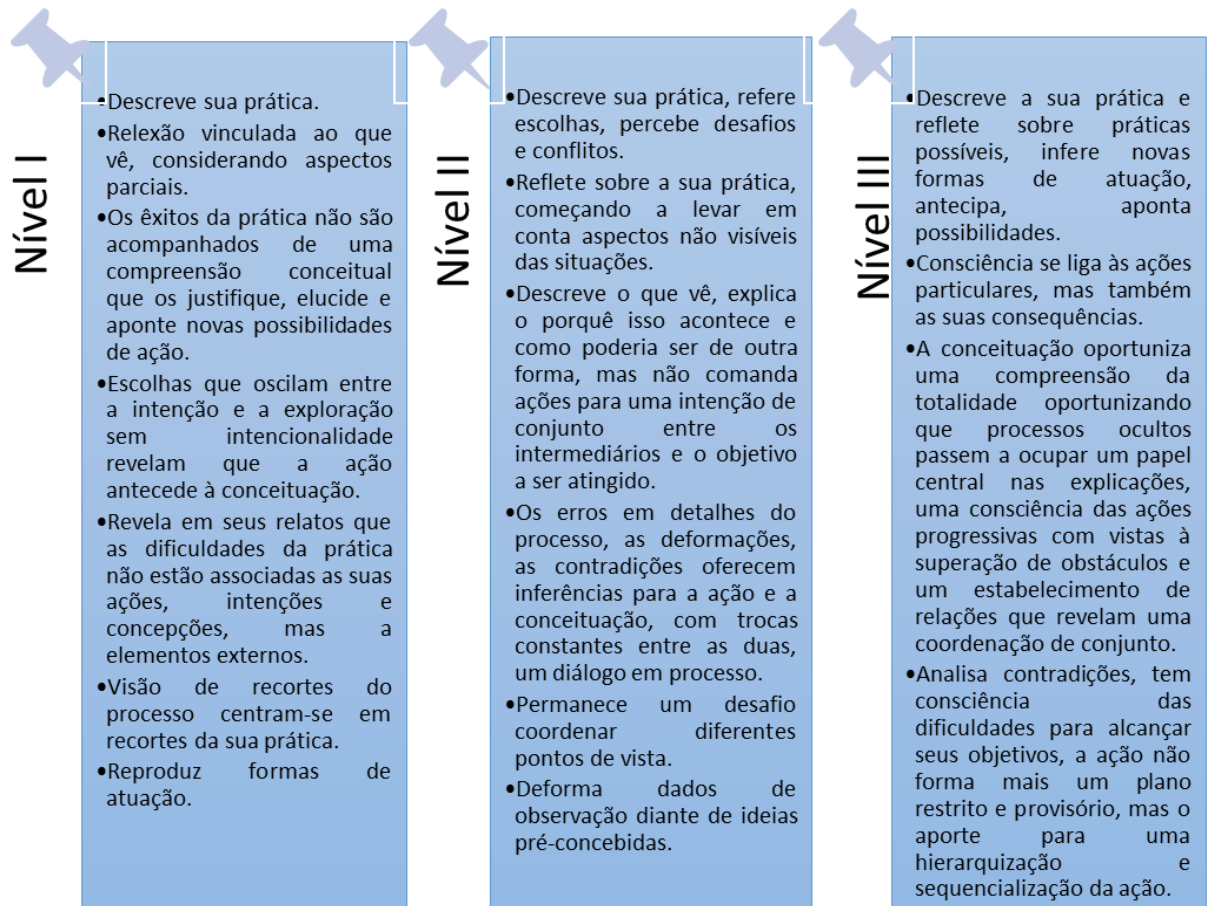 Nível I
•Descreve sua prática.
•Relexão vinculada ao que
vê, considerando aspectos
parciais.
•Os êxitos da prática não são
acompanhados de uma
compreensão conceitual
que os justifique, elucide e
aponte novas possibilidades
de ação.
•Escolhas que oscilam entre
a intenção e a exploração
sem intencionalidade
revelam que a ação
antecede à conceituação.
•Revela em seus relatos que
as dificuldades da prática
não estão associadas as suas
ações, intenções e
concepções, mas a
elementos externos.
•Visão de recortes do
processo centram-se em
recortes da sua prática.
•Reproduz formas de
atuação.
Nível II
•Descreve sua prática, refere
escolhas, percebe desafios
e conflitos.
•Reflete sobre a sua prática,
começando a levar em
conta aspectos não visíveis
das situações.
•Descreve o que vê, explica
o porquê isso acontece e
como poderia ser de outra
forma, mas não comanda
ações para uma intenção de
conjunto entre os
intermediários e o objetivo
a ser atingido.
•Os erros em detalhes do
processo, as deformações,
as contradições oferecem
inferências para a ação e a
conceituação, com trocas
constantes entre as duas,
um diálogo em processo.
•Permanece um desafio
coordenar diferentes
pontos de vista.
•Deforma dados de
observação diante de ideias
pré-concebidas.
Nível III
•Descreve a sua prática e
reflete sobre práticas
possíveis, infere novas
formas de atuação,
antecipa, aponta
possibilidades.
•Consciência se liga às ações
particulares, mas também
as suas consequências.
•A conceituação oportuniza
uma compreensão da
totalidade oportunizando
que processos ocultos
passem a ocupar um papel
central nas explicações,
uma consciência das ações
progressivas com vistas à
superação de obstáculos e
um estabelecimento de
relações que revelam uma
coordenação de conjunto.
•Analisa contradições, tem
consciência das
dificuldades para alcançar
seus objetivos, a ação não
forma mais um plano
restrito e provisório, mas o
aporte para uma
hierarquização e
sequencialização da ação.